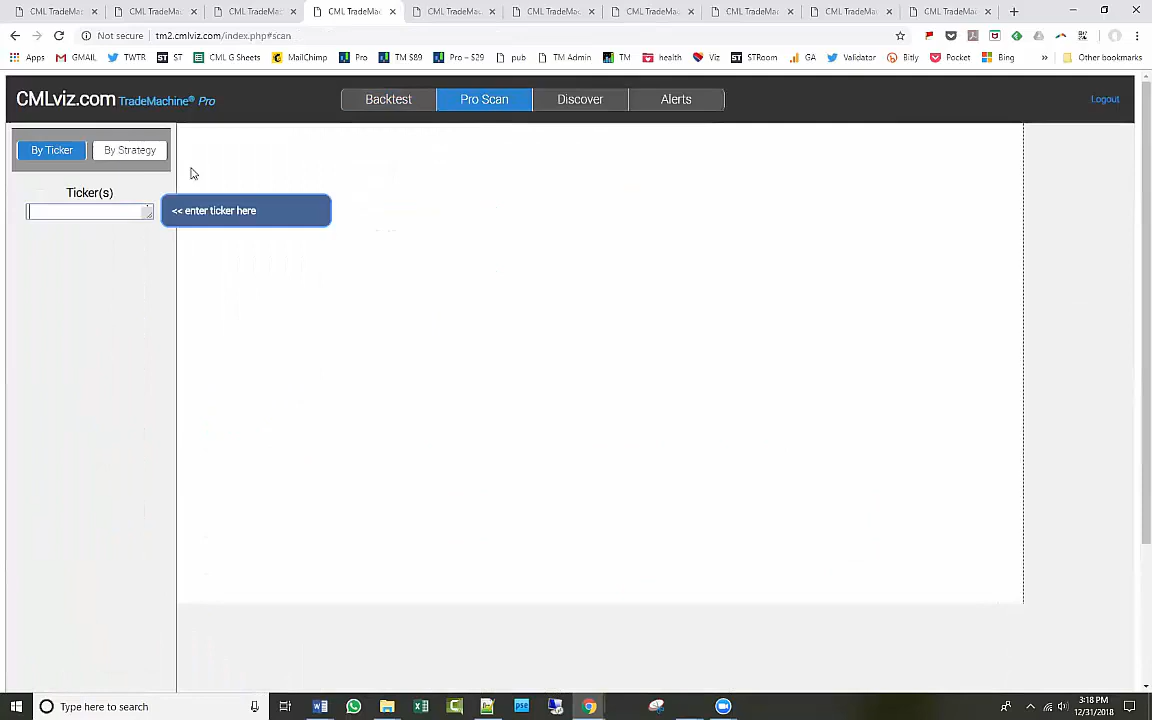 CML TradeMac
CML TradeMac
CML TradeMac
CML TradeMac
CML TradeMac
CML TradeMac
CML TradeMac
CML TradeMac
CML TradeMac
CML TradeMac
Not secure tm2.cmlviz.com/index.php#scan
Apps GMAIL TWTR ST CML G Sheets MailChimp Pro TM $89 Pro ~ $29 pub TM Admin TM health Viz STRoom GA Validator Bitly Pocket Bing » Other bookmarks
CMLviz.com TradeMachine® Pro Backtest Pro Scan Discover Alerts Logout
By Ticker By Strategy
Ticker(s)
<< enter ticker here
Type here to search
3:18 PM
12/31/2018